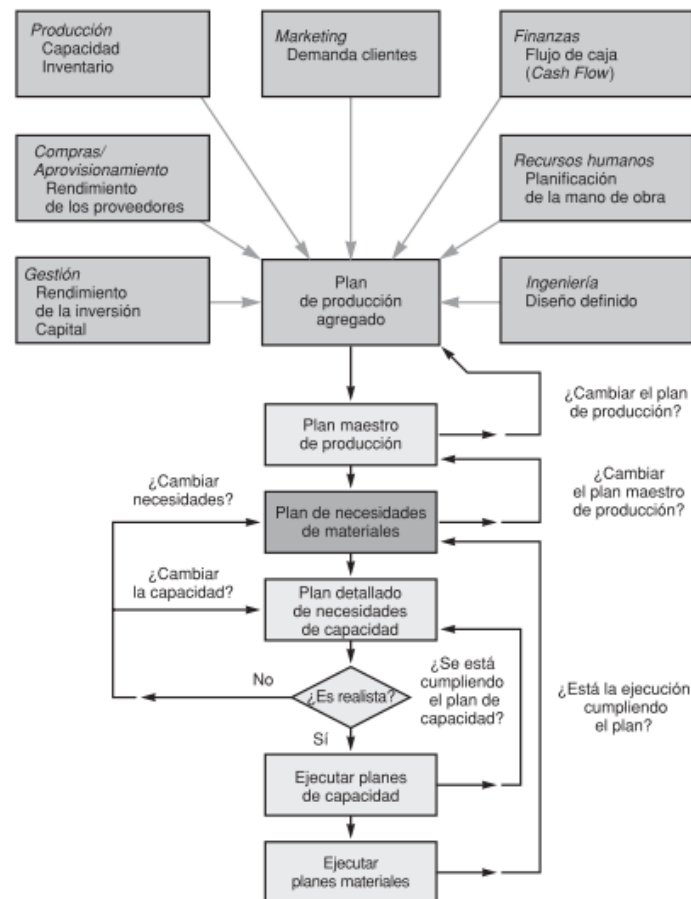 Producción
Capacidad
Inventario
Marketing
Demanda clientes
Finanzas
Flujo de caja
(Cash Flow)
Compras/
Aprovisionamiento
Rendimiento
de los proveedores
Recursos humanos
Planificación
de la mano de obra
Gestión
Rendimiento
de la inversión
Capital
Plan
de producción
agregado
Ingeniería
Diseño definido
¿Cambiar el plan
de producción?
Plan maestro
de producción
¿Cambiar
necesidades?
¿Cambiar
el plan maestro
de producción?
Plan de necesidades
de materiales
¿Cambiar
la capacidad?
Plan detallado
de necesidades
de capacidad
No
¿Es realista?
¿Se está
cumpliendo
el plan de
capacidad?
¿Está la ejecución
cumpliendo
el plan?
Sí
Ejecutar planes
de capacidad
Ejecutar
planes materiales